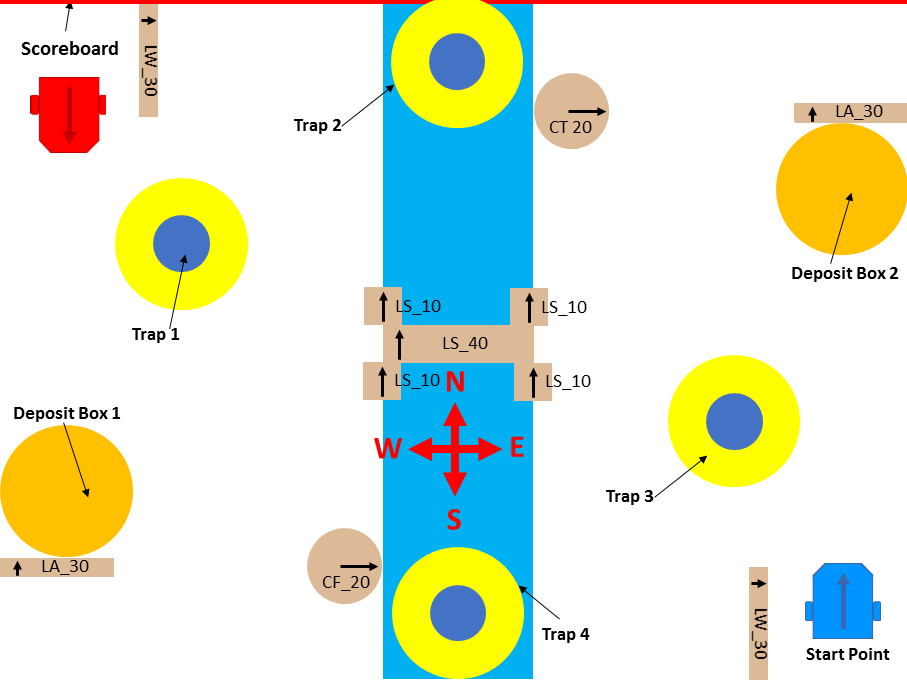 Scoreboard
LW_30
Trap 2
CT 20
LA_30
Deposit Box 2
Trap 1
LS_10
LS_10
LS_40
LS_10
LS_10
N
W
E
S
Deposit Box 1
LA_30
Trap 3
CF_20
Trap 4
LW_30
Start Point